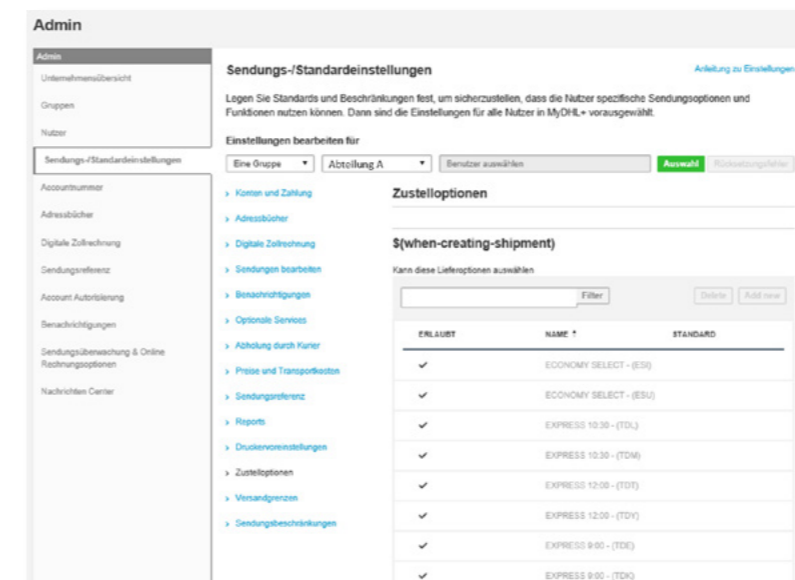 Admin
Admin
Unternehmensübersicht
Gruppen
Nutzer
Sendungs-/Standardeinstellungen
Accountnummer
Adressbücher
Digitale Zollrechnung
Sendungsreferenz
Account Autorisierung
Benachrichtigungen
Sendungsüberwachung & Online
Rechnungsoptionen
Nachrichten Center
Sendungs-/Standardeinstellungen
Anleitung zu Einstellungen
Legen Sie Standards und Beschränkungen fest, um sicherzustellen, dass die Nutzer spezifische Sendungsoptionen und
Funktionen nutzen können. Dann sind die Einstellungen für alle Nutzer in MyDHL+ vorausgewählt.
Einstellungen bearbeiten für
Eine Gruppe
Abteilung A
Benutzer auswählen
Auswahl
Rücksetzungsfehler
Konten und Zahlung
Adressbücher
Digitale Zollrechnung
Sendungen bearbeiten
Benachrichtigungen
Optionale Services
Abholung durch Kurier
Preise und Transportkosten
Sendungsreferenz
Reports
Druckervoreinstellungen
Zustelloptionen
Versandgrenzen
Sendungsbeschränkungen
Zustelloptionen
$(when-creating-shipment)
Kann diese Lieferoptionen auswählen
Filter
Delete
Add new
ERLAUBT NAME STANDARD
ECONOMY SELECT - (ESI)
ECONOMY SELECT - (ESU)
EXPRESS 10:30 - (TDL)
EXPRESS 10:30 - (TDM)
EXPRESS 12:00 - (TDT)
EXPRESS 12:00 - (TDY)
EXPRESS 9:00 - (TDE)
EXPRESS 9:00 - (TDK)